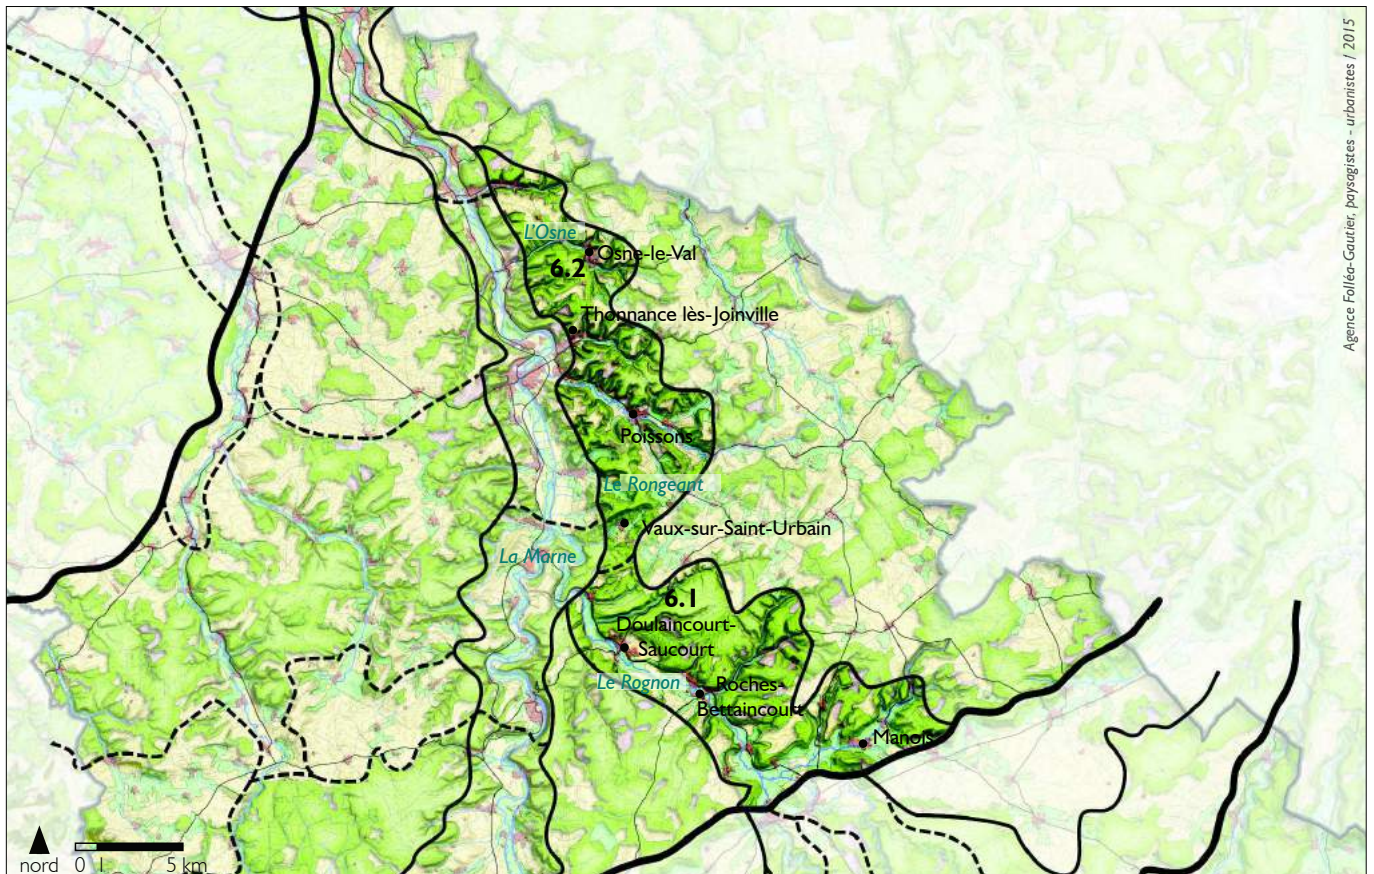 Agence Folléa-Gautier, paysagistes - urbanistes / 2015
L'Osne
Osne-le-Val
6.2
Thonnance lès-Joinville
Poissons
Le Rongeant
Vaux-sur-Saint-Urbain
La Marne
6.1
Doulaincourt-
Saucourt
Le Rognon
Roches-
Bettaincourt
Manois
nord 0 1 5 km